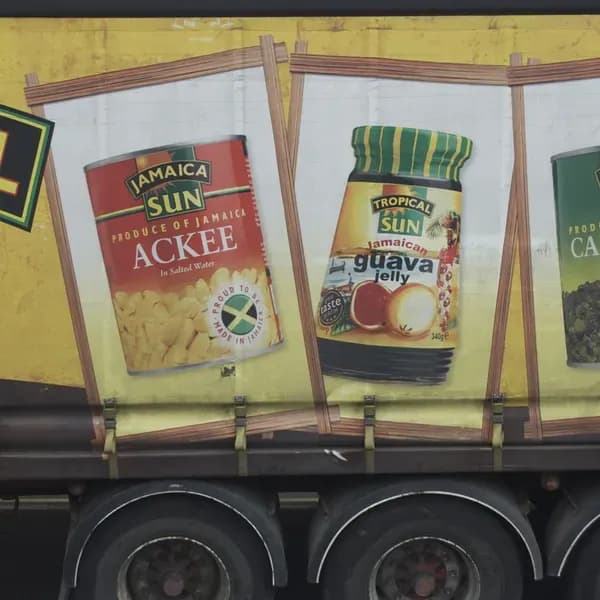 L
JAMAICA
SUN
PRODUCE OF JAMAICA
ACKEE
In Salted Water
PROUD TO BE
MADE IN JAMAICA
TROPICAL
SUN
Jamaican
guava
jelly
taste
340g
PROD
CA